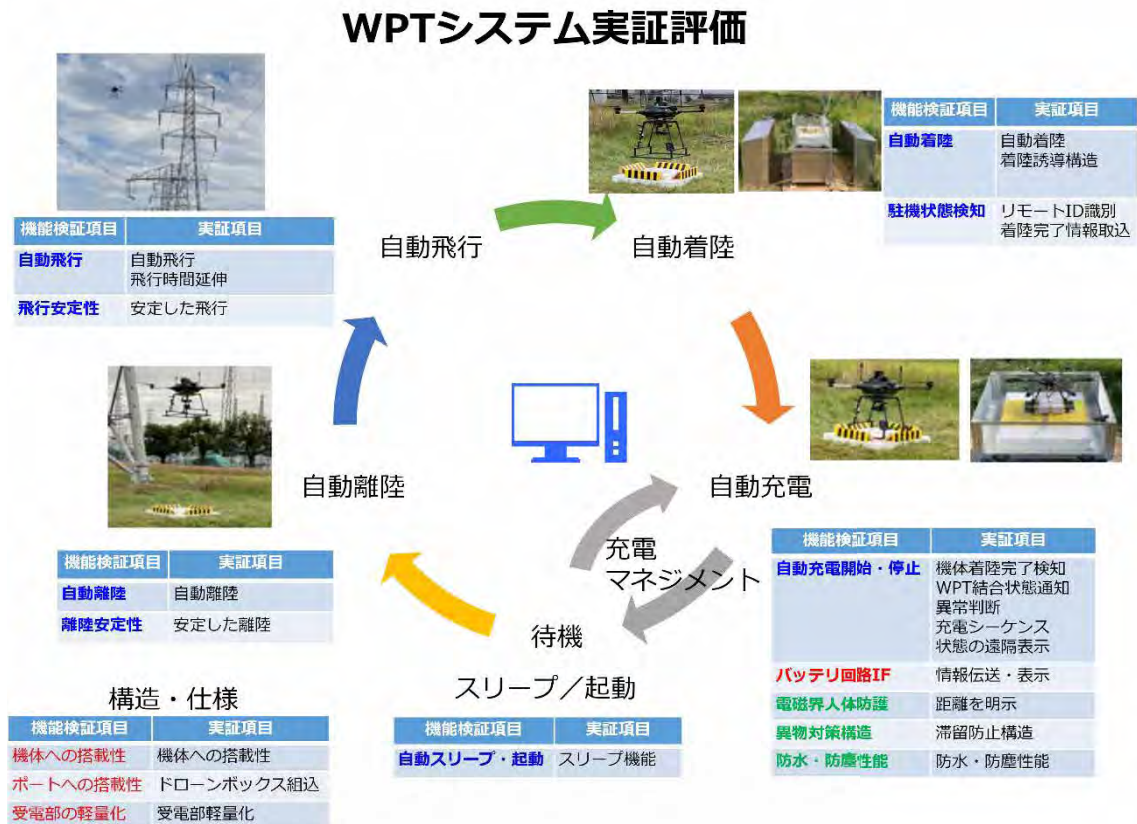 WPTシステム実証評価
機能検証項目 実証項目
自動飛行 自動飛行
飛行時間延伸
飛行安定性 安定した飛行
自動飛行
自動着陸
機能検証項目 実証項目
自動着陸 自動着陸
着陸誘導構造
駐機状態検知 リモートID識別
着陸完了情報取込
自動離陸
機能検証項目 実証項目
自動離陸 自動離陸
離陸安定性 安定した離陸
自動充電
充電
マネジメント
機能検証項目 実証項目
自動充電開始・停止 機体着陸完了検知
WPT結合状態通知
異常判断
充電シーケンス
状態の遠隔表示
バッテリ回路IF 情報伝送・表示
電磁界人体防護 距離を明示
異物対策構造 滞留防止構造
防水・防塵性能 防水・防塵性能
待機
スリープ／起動
機能検証項目 実証項目
自動スリープ・起動 スリープ機能
構造・仕様
機能検証項目 実証項目
機体への搭載性 機体への搭載性
ポートへの搭載性 ドローンボックス組込
受電部の軽量化 受電部軽量化